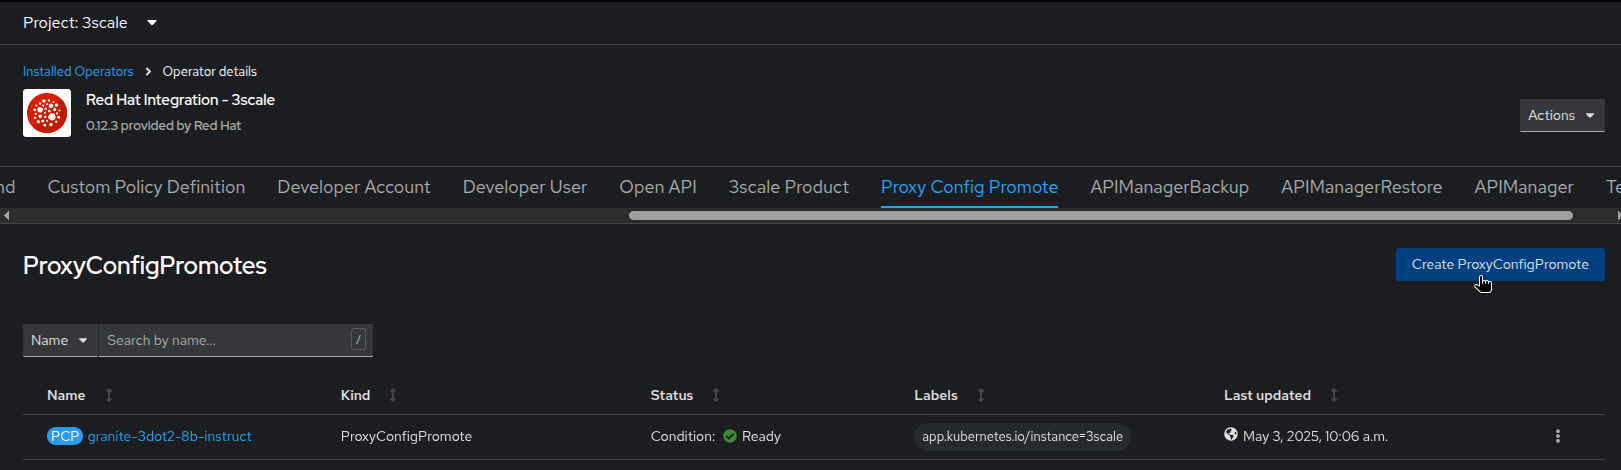 Project: 3scale
Installed Operators > Operator details
Red Hat Integration - 3scale
0.12.3 provided by Red Hat
Actions
nd Custom Policy Definition Developer Account Developer User Open API 3scale Product Proxy Config Promote APIManagerBackup APIManagerRestore APIManager Te
ProxyConfigPromotes
Create ProxyConfigPromote
Name Search by name... /
Name Kind Status Labels Last updated
PCP granite-3dot2-8b-instruct ProxyConfigPromote Condition: Ready app.kubernetes.io/instance=3scale May 3, 2025, 10:06 a.m.